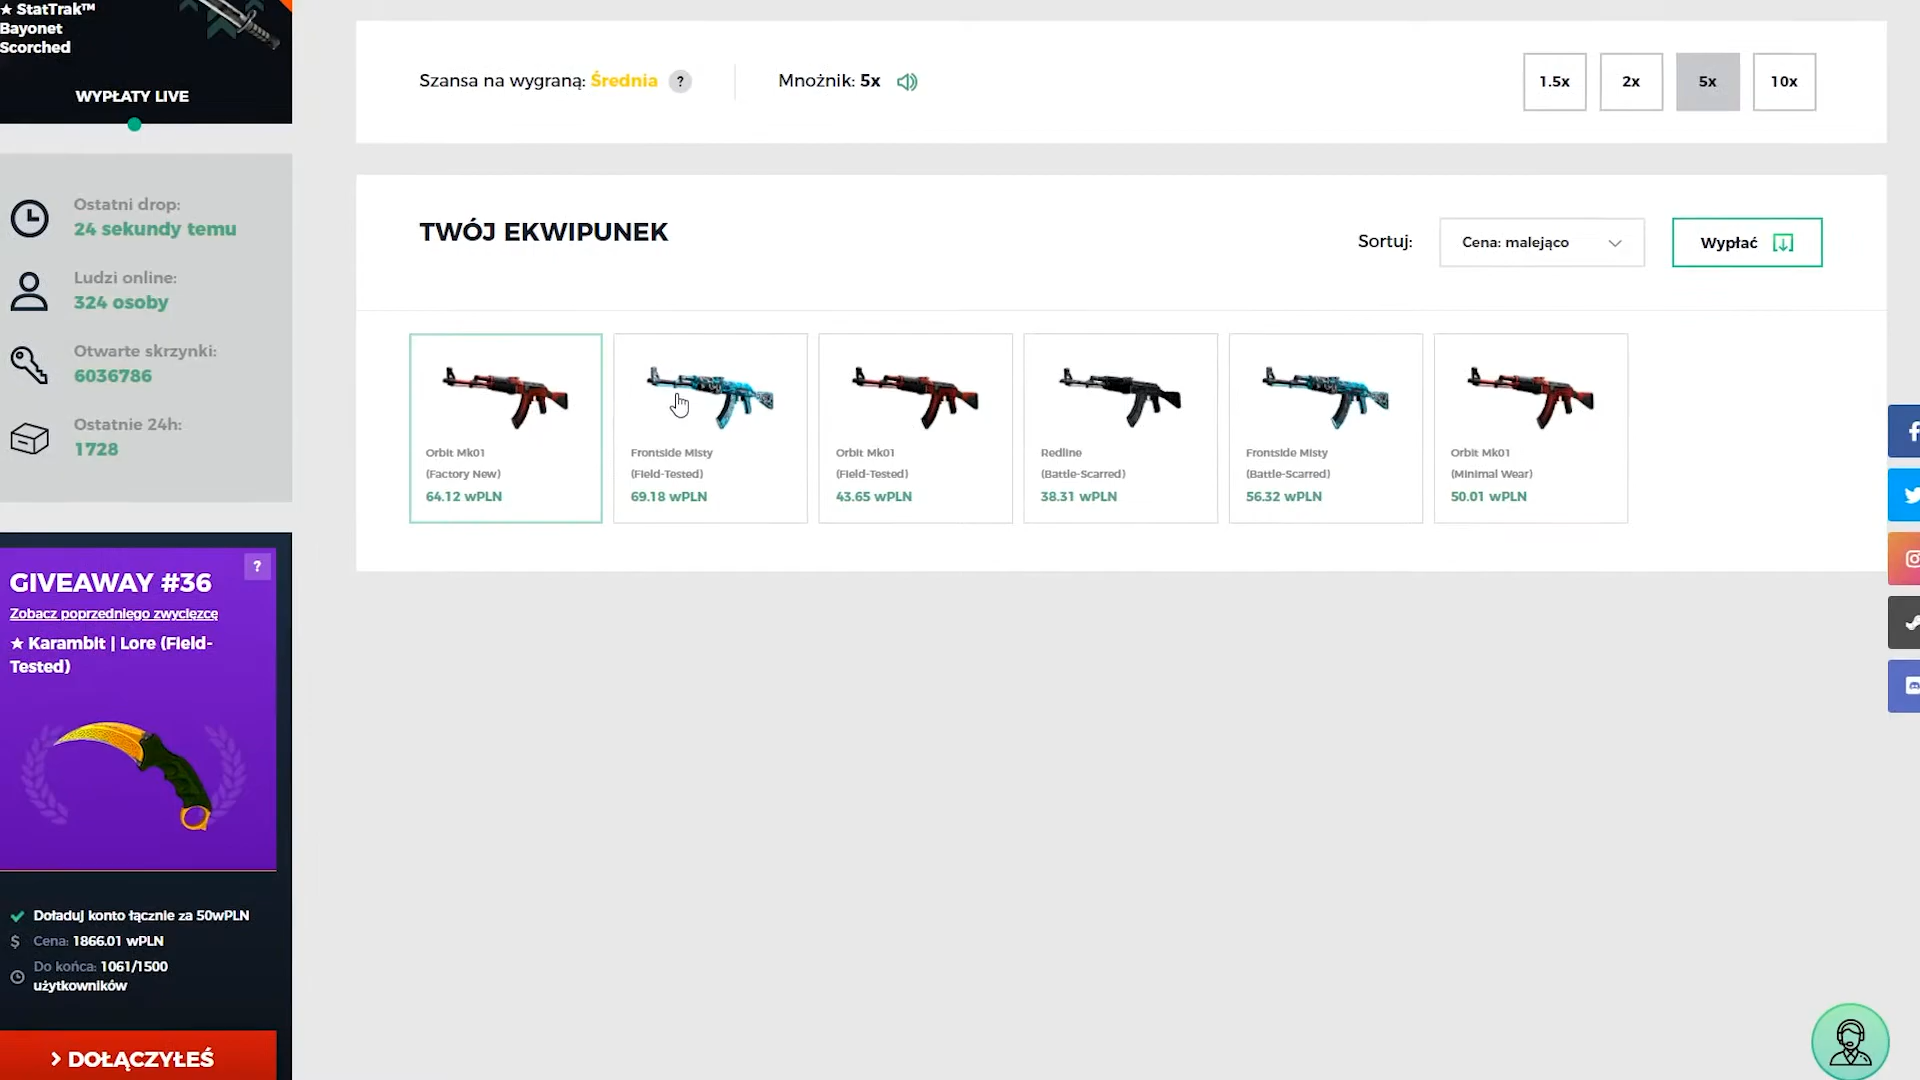 ★ StatTrak™
Bayonet
Scorched
WYPŁATY LIVE
Ostatni drop:
24 sekundy temu
Ludzi online:
324 osoby
Otwarte skrzynki:
6036786
Ostatnie 24h:
1728
GIVEAWAY #36
?
Zobacz poprzedniego zwycięzcę
★ Karambit | Lore (Field-
Tested)
Doładuj konto łącznie za 50wPLN
$ Cena: 1866.01 wPLN
Do końca: 1061/1500
użytkowników
> DOŁĄCZYŁEŚ
Szansa na wygraną: Średnia ?
Mnożnik: 5x
1.5x
2x
5x
10x
TWÓJ EKWIPUNEK
Sortuj:
Cena: malejąco
Wypłać
Orbit Mk01
(Factory New)
64.12 wPLN
Frontside Misty
(Field-Tested)
69.18 wPLN
Orbit Mk01
(Field-Tested)
43.65 wPLN
Redline
(Battle-Scarred)
38.31 wPLN
Frontside Misty
(Battle-Scarred)
56.32 wPLN
Orbit Mk01
(Minimal Wear)
50.01 wPLN